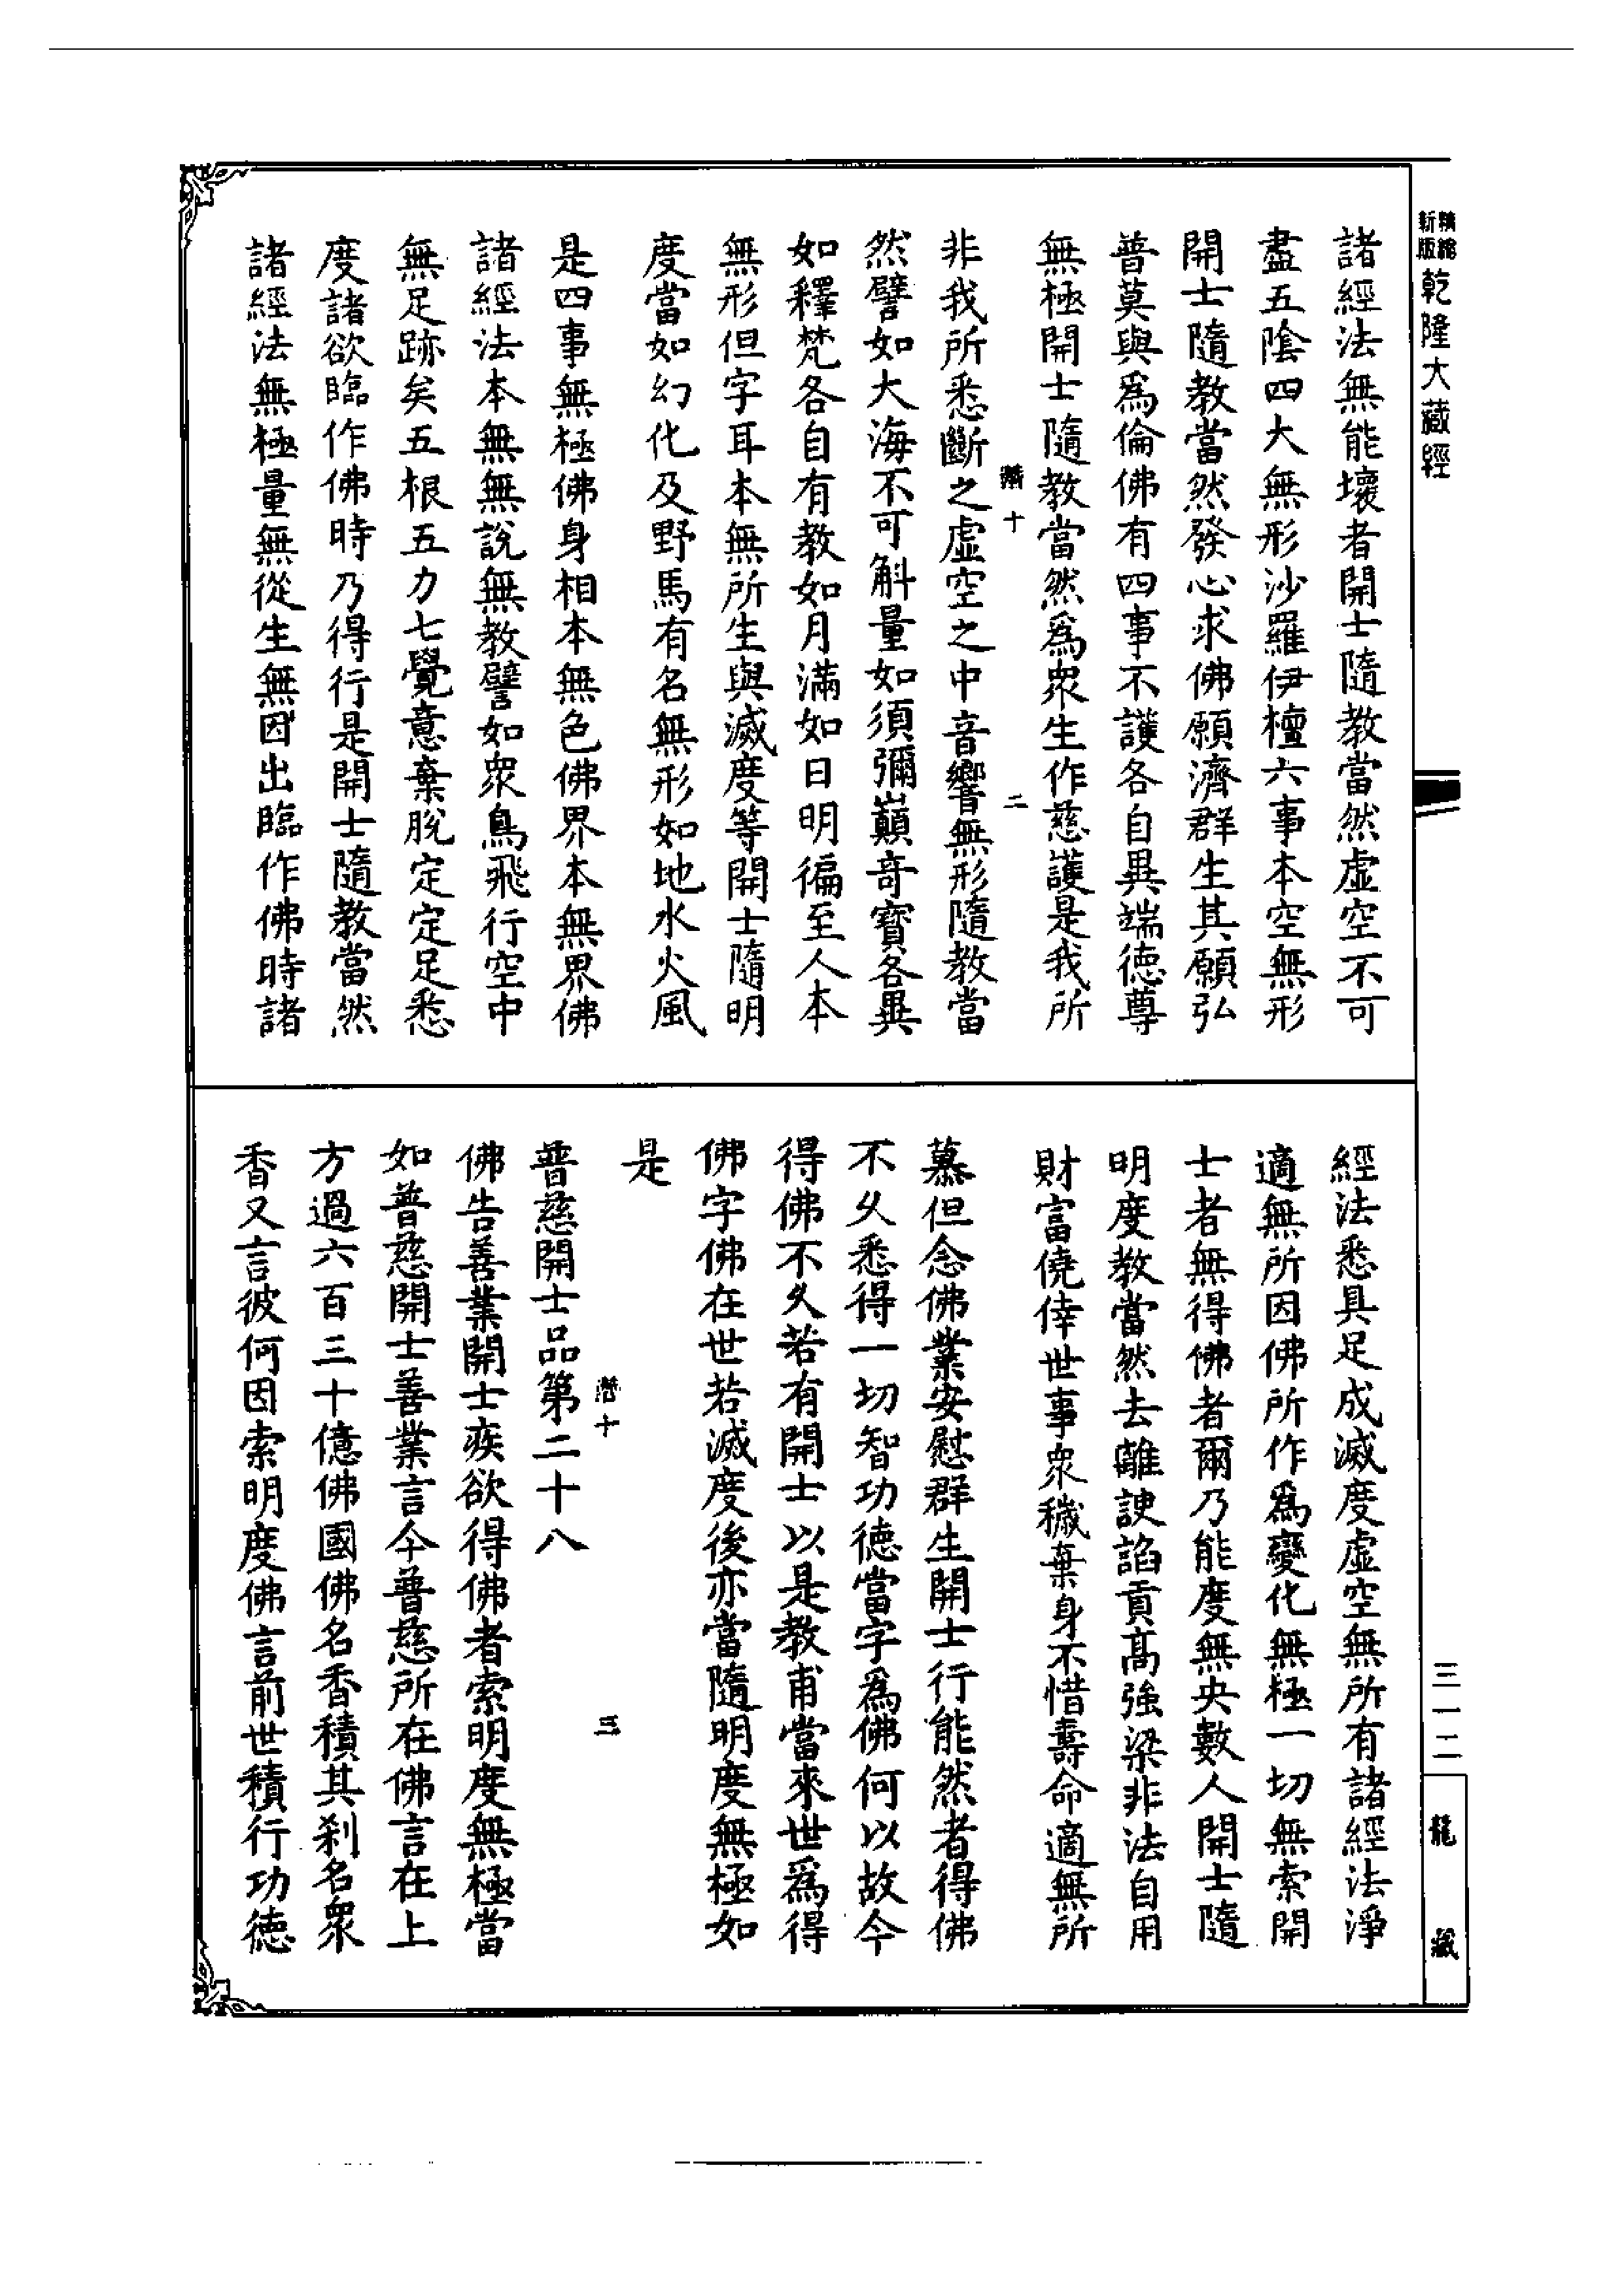 精縮新版乾隆大藏經
諸經法無能壞者開士隨教當然虛空不可
盡五陰四大無形沙羅伊檀六事本空無形
開士隨教當然發心求佛願濟群生其願弘
普莫與爲倫佛有四事不護各自異端德尊
無極開士隨教當然爲眾生作慈護是我所
十 二
非我所悉斷之虛空之中音響無形隨教當
然譬如大海不可斛量如須彌巔奇寶各異
如釋梵各自有教如月滿如日明徧至人本
無形但字耳本無所生與滅度等開士隨明
度當如幻化及野馬有名無形如地水火風
是四事無極佛身相本無色佛界本無界佛
諸經法本無無說無教譬如眾鳥飛行空中
無足跡矣五根五力七覺意棄脫定定足悉
度諸欲臨作佛時乃得行是開士隨教當然
諸經法無極量無從生無因出臨作佛時諸
經法悉具足成滅度虛空無所有諸經法淨
適無所因佛所作爲變化無極一切無索開
士者無得佛者爾乃能度無央數人開士隨
明度教當然去離諛諂貢高強梁非法自用
財富僥倖世事眾穢棄身不惜壽命適無所
慕但念佛業安慰群生開士行能然者得佛
不久悉得一切智功德當字爲佛何以故今
得佛不久若有開士以是教甫當來世爲得
佛字佛在世若滅度後亦當隨明度無極如
是
潛十 三
普慈開士品第二十八
佛告善業開士疾欲得佛者索明度無極當
如普慈開士善業言今普慈所在佛言在上
方過六百三十億佛國佛名香積其剎名眾
香又言彼何因索明度佛言前世積行功德
三一二
龍藏